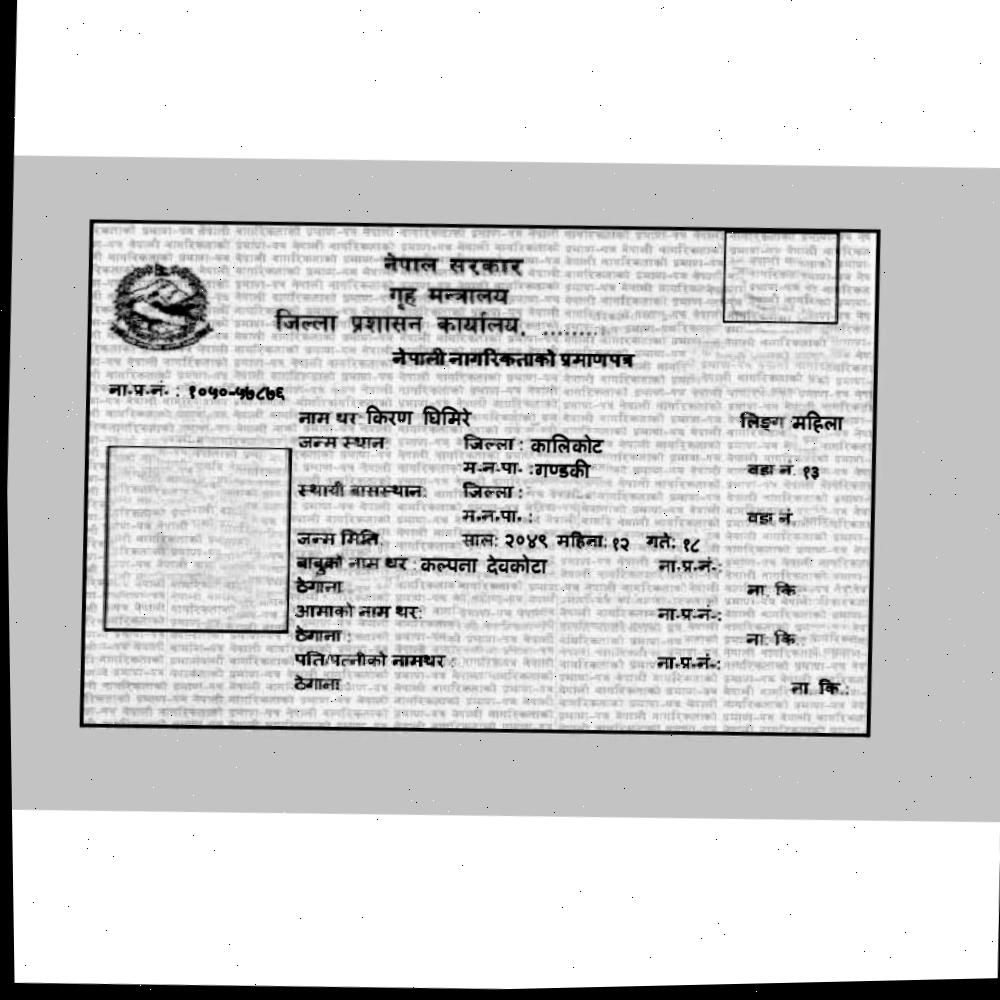 नेपाल सरकार
गृह मन्त्रालय
जिल्ला प्रशासन कार्यालय, .........
नेपाली नागरिकताको प्रमाणपत्र
ना.प्र.नं. : १०५०-५७८७६
नाम थर: किरण घिमिरे लिङ्ग महिला
जन्म स्थान: जिल्ला : कालिकोट
म.न.पा. :गण्डकी वडा नं. १३
स्थायी बासस्थान: जिल्ला :
म.न.पा. : वडा नं.
जन्म मिति: साल: २०४९ महिना: १२ गते: १८
बाबुको नाम थर : कल्पना देवकोटा ना.प्र.नं.:
ठेगाना : ना. कि.
आमाको नाम थर: ना.प्र.नं.:
ठेगाना : ना. कि.:
पति/पत्नीको नामथर : ना.प्र.नं.:
ठेगाना : ना. कि.: